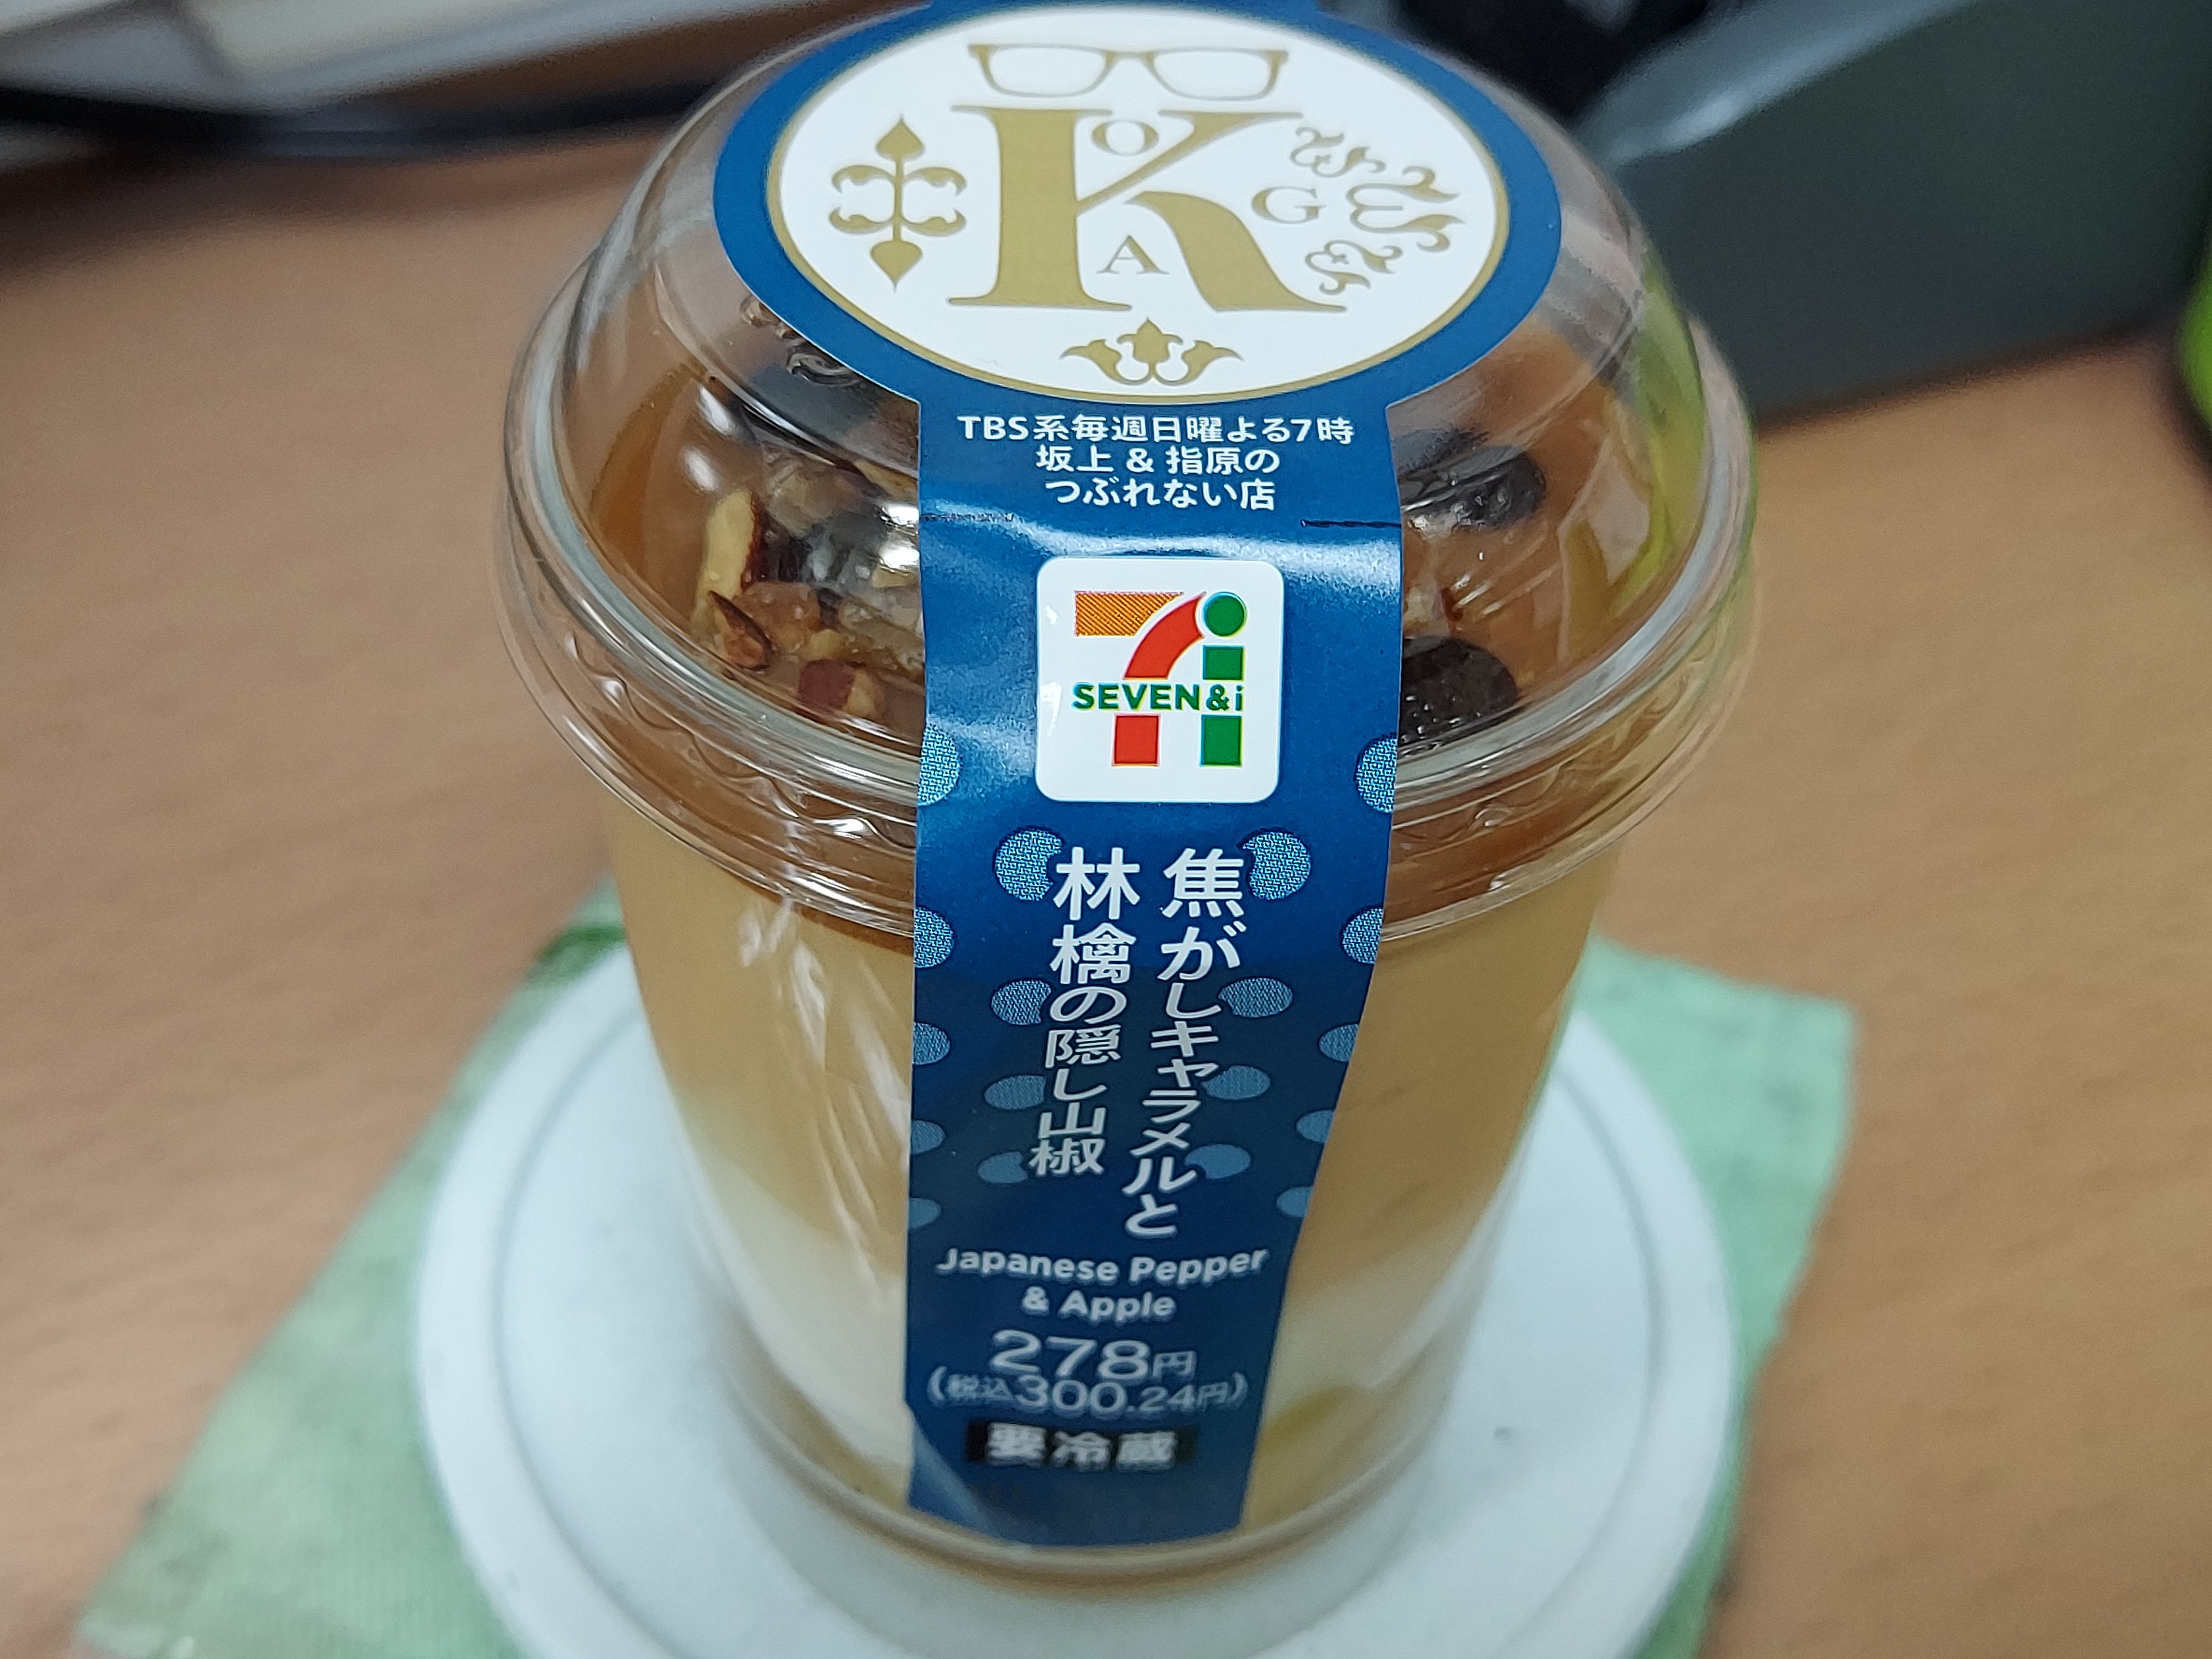 K
O
A
G
TBS系毎週日曜よる7時
坂上 & 指原の
つぶれない店
SEVEN&i
焦がしキャラメルと
林檎の隠し山椒
Japanese Pepper
& Apple
278円
(税込300.24円)
要冷蔵